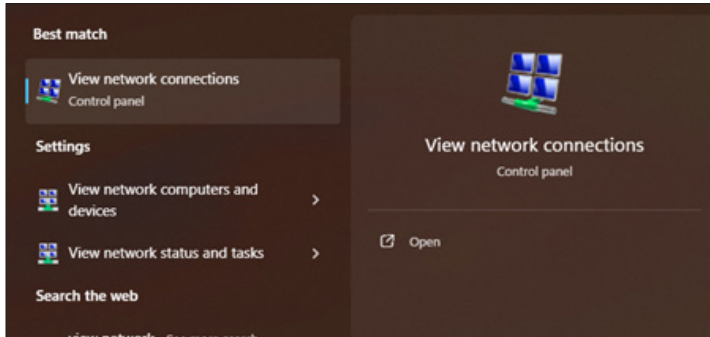 Best match
View network connections
Control panel
Settings
View network computers and
devices
View network status and tasks
Search the web
View network connections
Control panel
Open